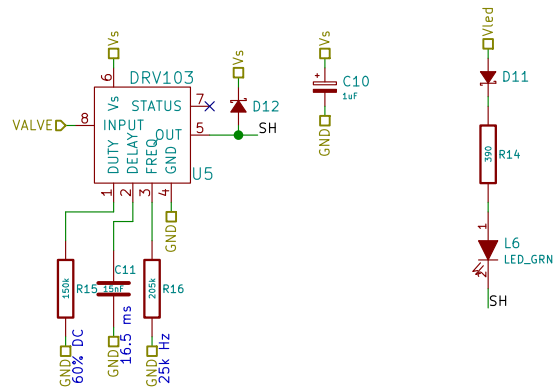 Vs
6
DRV103
Vs
STATUS
7
VALVE
8
INPUT
OUT
5
SH
D12
Vs
DUTY
DELAY
FREQ
GND
U5
1
2
3
4
GND
150k
R15
C11
15nF
205k
R16
GND
60% DC
GND
16.5 ms
GND
25k Hz
Vs
+
C10
1uF
GND
Vled
D11
390
R14
1
L6
LED_GRN
2
SH